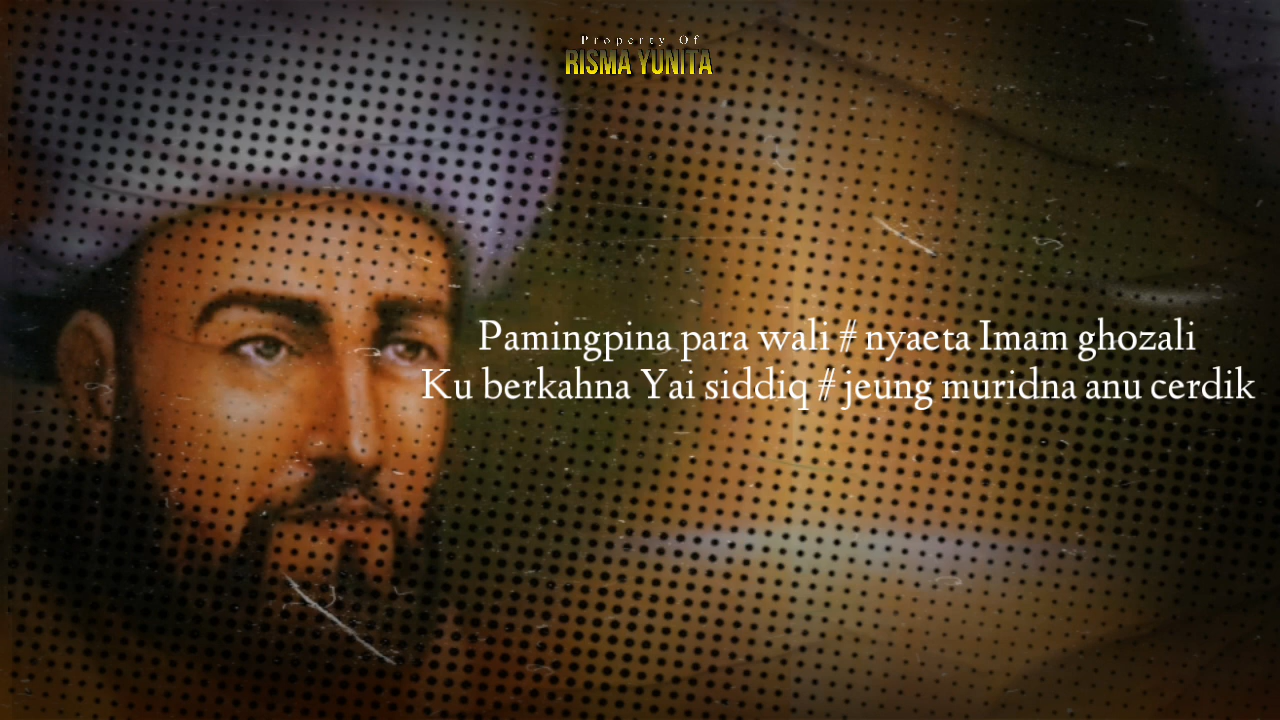 Property Of
RISMA YUNITA
Pamingpina para wali # nyaeta Imam ghozali
Ku berkahna Yai siddiq # jeung muridna anu cerdik